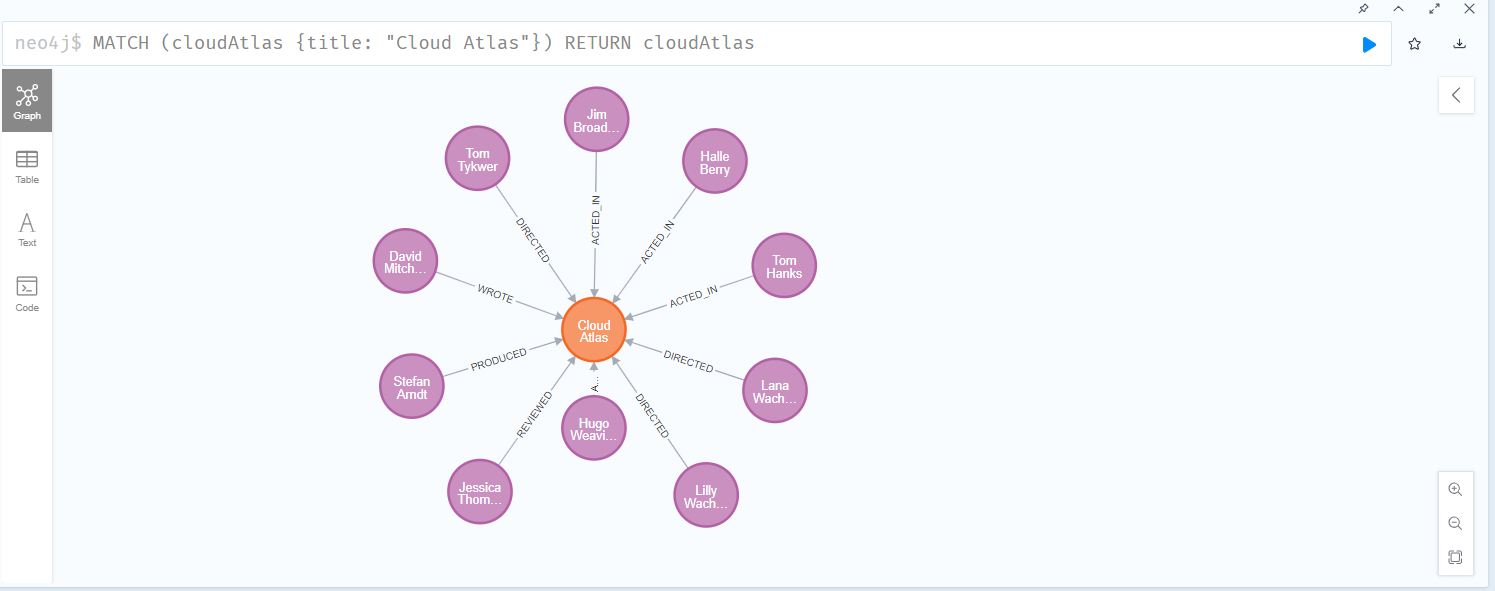 neo4j$ MATCH (cloudAtlas {title: "Cloud Atlas"}) RETURN cloudAtlas
Graph
Table
Text
Code
Jim
Broad...
Tom
Tykwer
Halle
Berry
ACTED_IN
DIRECTED
ACTED_IN
David
Mitch...
Tom
Hanks
WROTE
ACTED_IN
Cloud
Atlas
PRODUCED
DIRECTED
Stefan
Arndt
A...
Lana
Wach...
REVIEWED
DIRECTED
Hugo
Weavi...
Jessica
Thom...
Lilly
Wach...